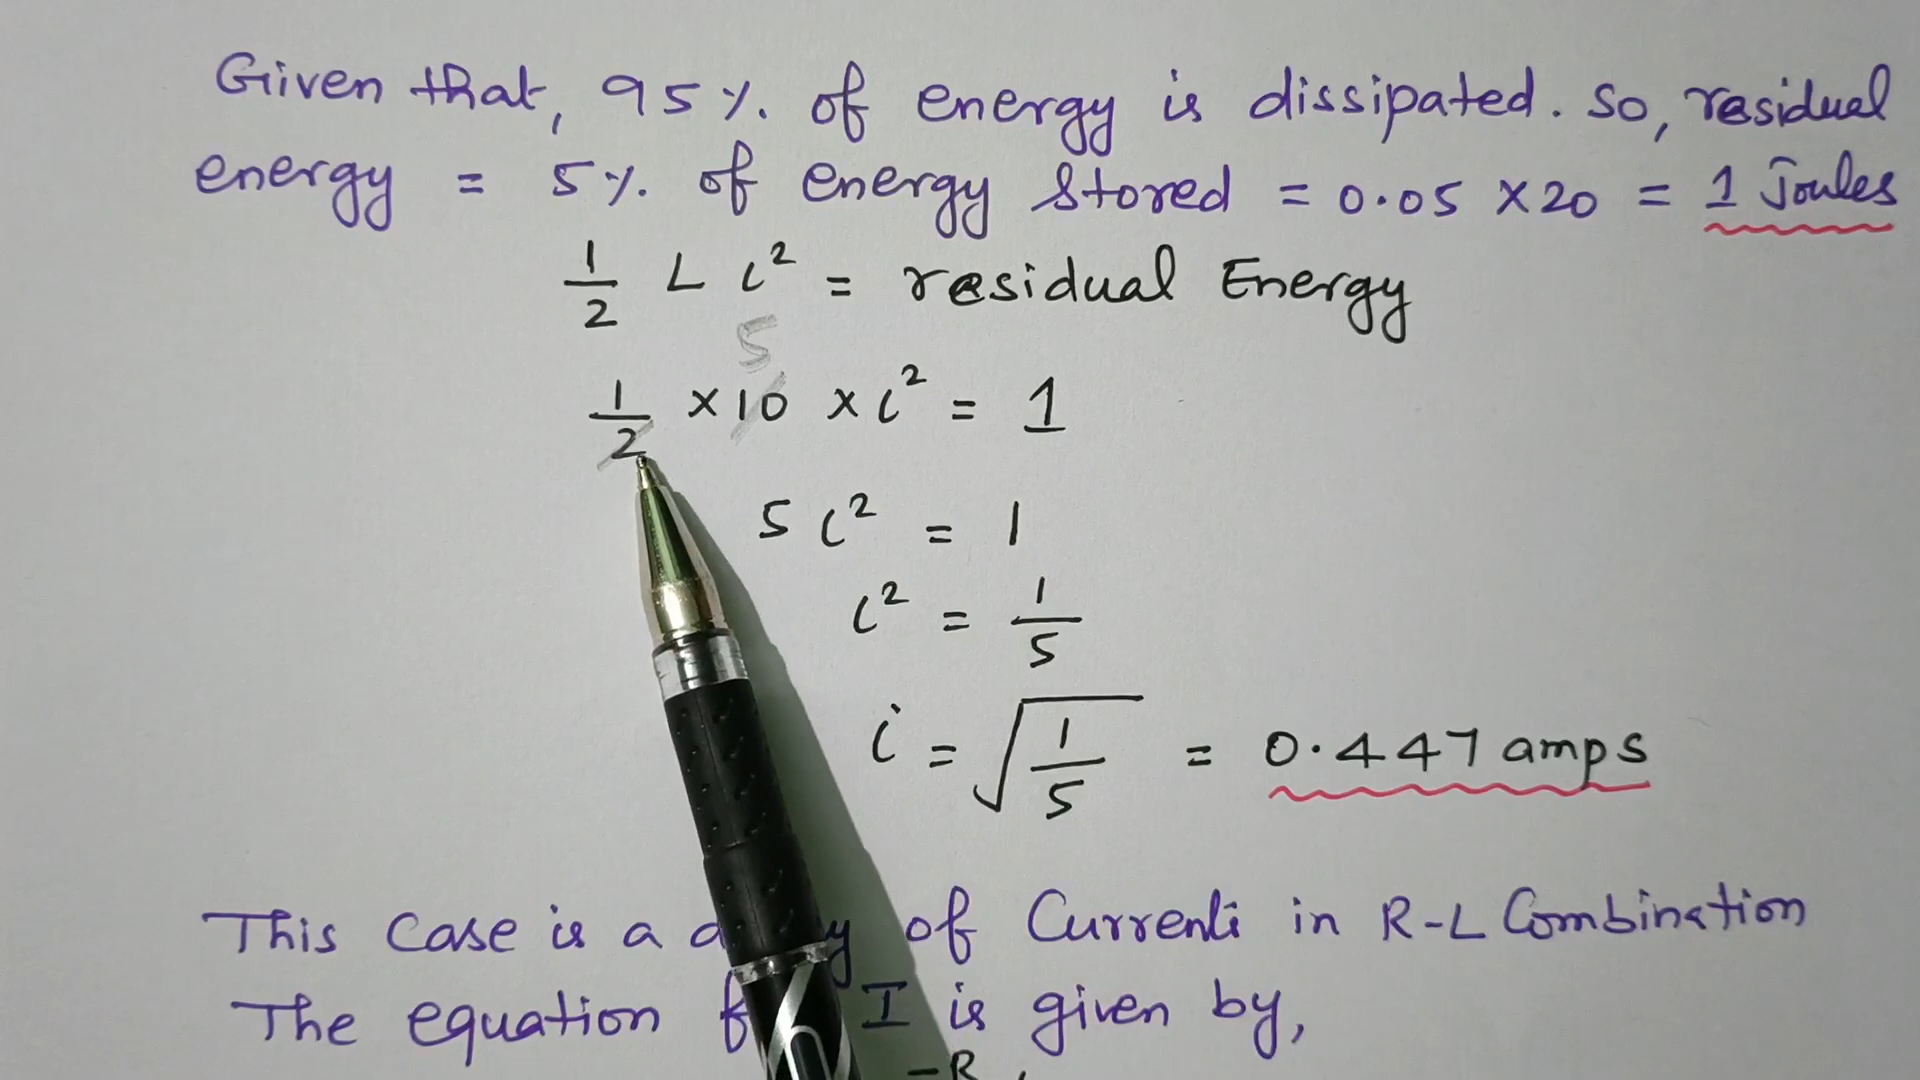 Given that, 95%. of energy is dissipated. So, residual
energy = 5%. of energy stored = 0.05 × 20 = 1 Joules
1/2 L i² = residual Energy
5
1/2 × 10 × i² = 1
5 i² = 1
i² = 1/5
i = √(1/5) = 0.447 amps
This Case is a of Current in R-L Combination
The equation I is given by,
-R